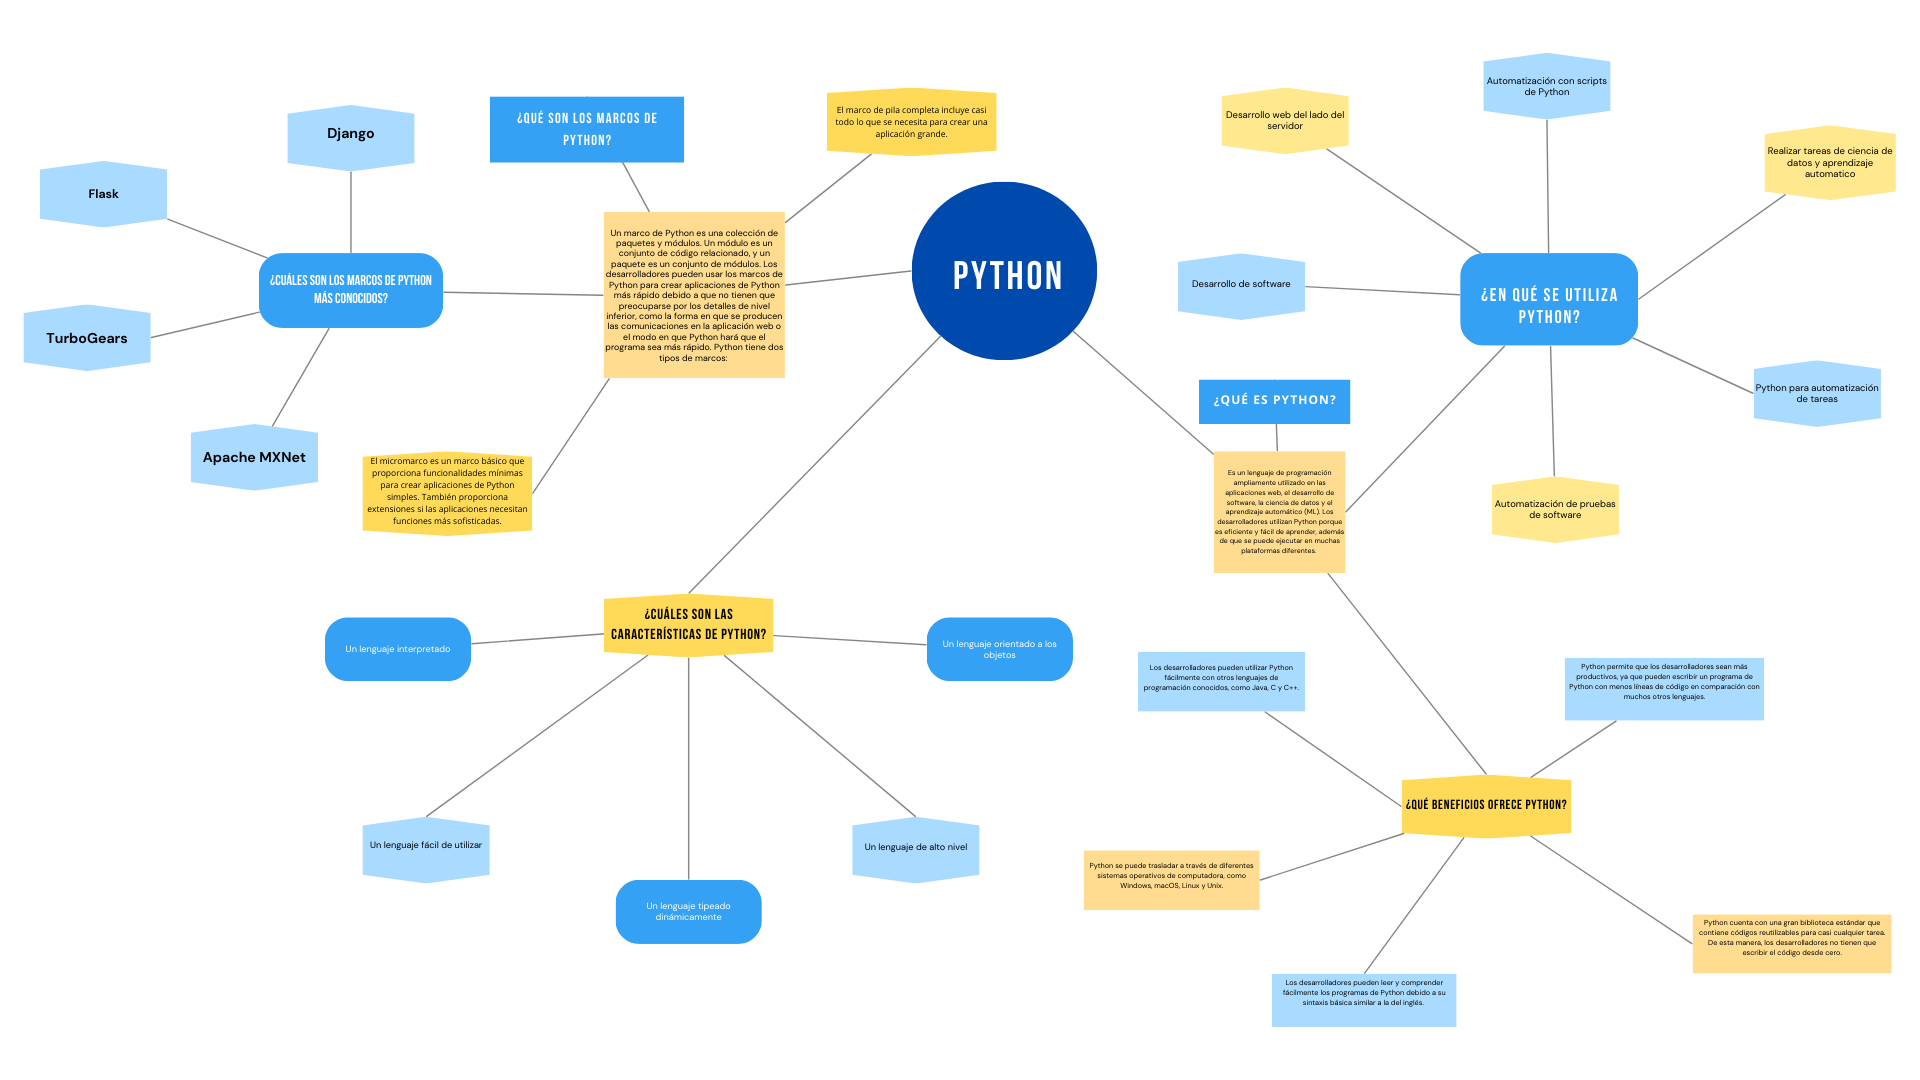 PYTHON
¿QUÉ SON LOS MARCOS DE
PYTHON?
Un marco de Python es una colección de
paquetes y módulos. Un módulo es un
conjunto de código relacionado, y un
paquete es un conjunto de módulos. Los
desarrolladores pueden usar los marcos de
Python para crear aplicaciones de Python
más rápido debido a que no tienen que
preocuparse por los detalles de nivel
inferior, como la forma en que se producen
las comunicaciones en la aplicación web o
el modo en que Python hará que el
programa sea más rápido. Python tiene dos
tipos de marcos:
El marco de pila completa incluye casi
todo lo que se necesita para crear una
aplicación grande.
El micromarco es un marco básico que
proporciona funcionalidades mínimas
para crear aplicaciones de Python
simples. También proporciona
extensiones si las aplicaciones necesitan
funciones más sofisticadas.
¿CUÁLES SON LOS MARCOS DE PYTHON
MÁS CONOCIDOS?
Django
Flask
TurboGears
Apache MXNet
¿CUÁLES SON LAS
CARACTERÍSTICAS DE PYTHON?
Un lenguaje interpretado
Un lenguaje fácil de utilizar
Un lenguaje tipeado
dinámicamente
Un lenguaje de alto nivel
Un lenguaje orientado a los
objetos
¿QUÉ ES PYTHON?
Es un lenguaje de programación
ampliamente utilizado en las
aplicaciones web, el desarrollo de
software, la ciencia de datos y el
aprendizaje automático (ML). Los
desarrolladores utilizan Python porque
es eficiente y fácil de aprender, además
de que se puede ejecutar en muchas
plataformas diferentes.
¿EN QUÉ SE UTILIZA
PYTHON?
Desarrollo web del lado del
servidor
Automatización con scripts
de Python
Realizar tareas de ciencia de
datos y aprendizaje
automatico
Desarrollo de software
Python para automatización
de tareas
Automatización de pruebas
de software
¿QUÉ BENEFICIOS OFRECE PYTHON?
Los desarrolladores pueden utilizar Python
fácilmente con otros lenguajes de
programación conocidos, como Java, C y C++.
Python permite que los desarrolladores sean más
productivos, ya que pueden escribir un programa de
Python con menos líneas de código en comparación con
muchos otros lenguajes.
Python se puede trasladar a través de diferentes
sistemas operativos de computadora, como
Windows, macOS, Linux y Unix.
Python cuenta con una gran biblioteca estándar que
contiene códigos reutilizables para casi cualquier tarea.
De esta manera, los desarrolladores no tienen que
escribir el código desde cero.
Los desarrolladores pueden leer y comprender
fácilmente los programas de Python debido a su
sintaxis básica similar a la del inglés.